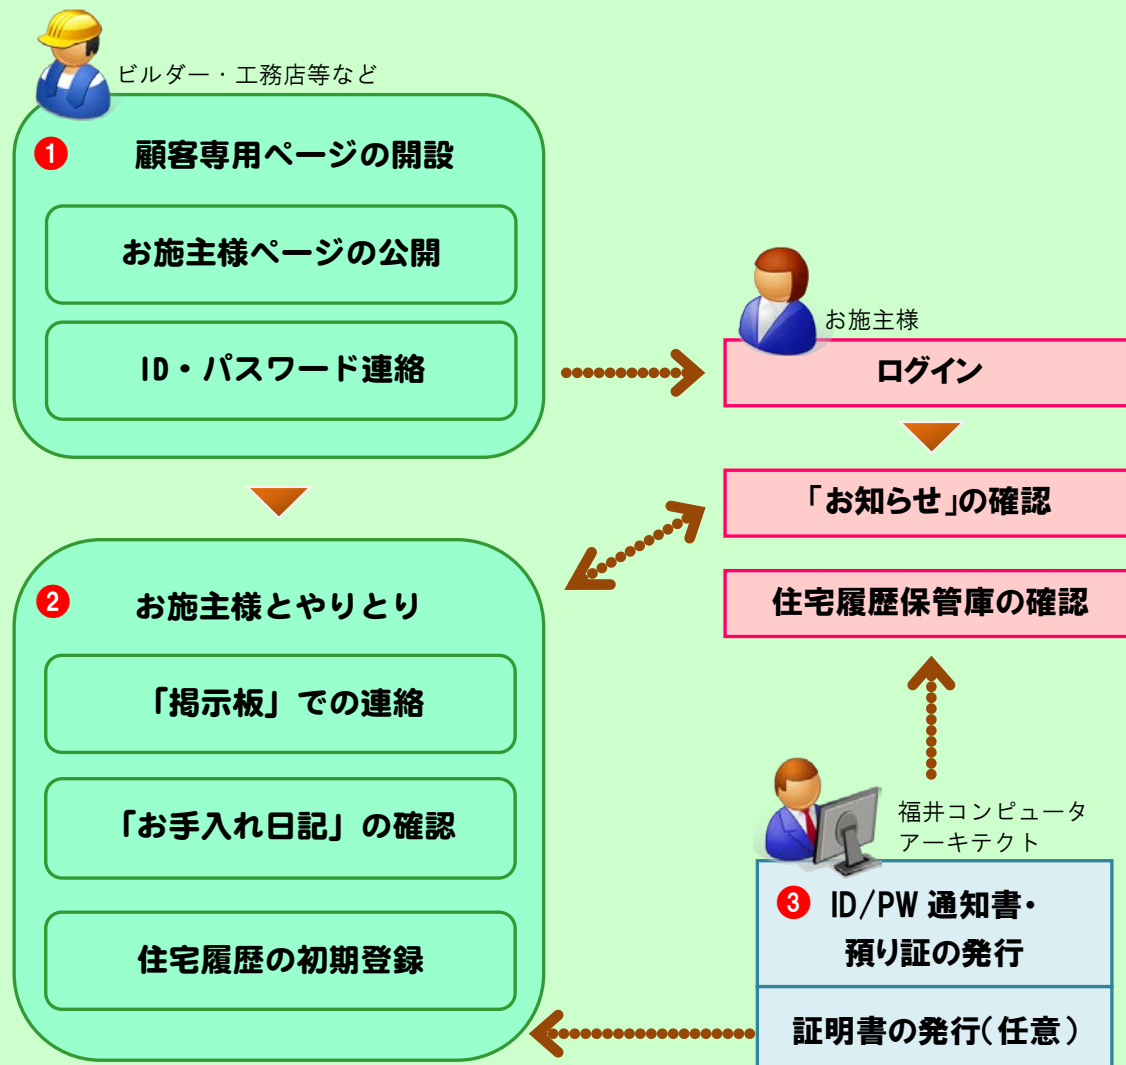 ビルダー・工務店等など
❶ 顧客専用ページの開設
お施主様ページの公開
ID・パスワード連絡
お施主様
ログイン
「お知らせ」の確認
住宅履歴保管庫の確認
❷ お施主様とやりとり
「掲示板」での連絡
「お手入れ日記」の確認
住宅履歴の初期登録
福井コンピュータ
アーキテクト
❸ ID/PW 通知書・
預り証の発行
証明書の発行(任意)